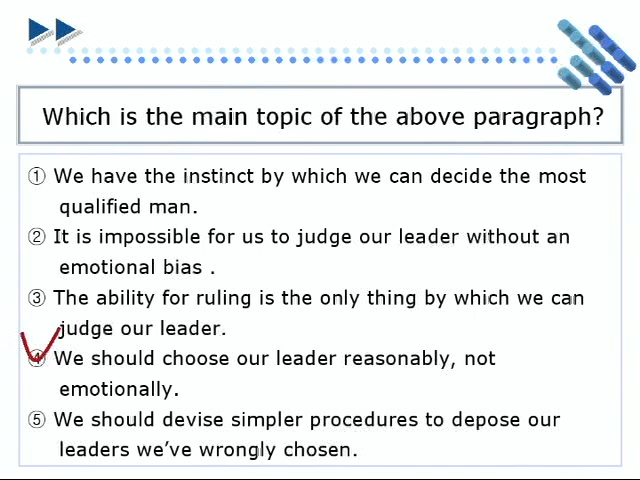 Which is the main topic of the above paragraph?
① We have the instinct by which we can decide the most
qualified man.
② It is impossible for us to judge our leader without an
emotional bias .
③ The ability for ruling is the only thing by which we can
judge our leader.
④ We should choose our leader reasonably, not
emotionally.
⑤ We should devise simpler procedures to depose our
leaders we’ve wrongly chosen.